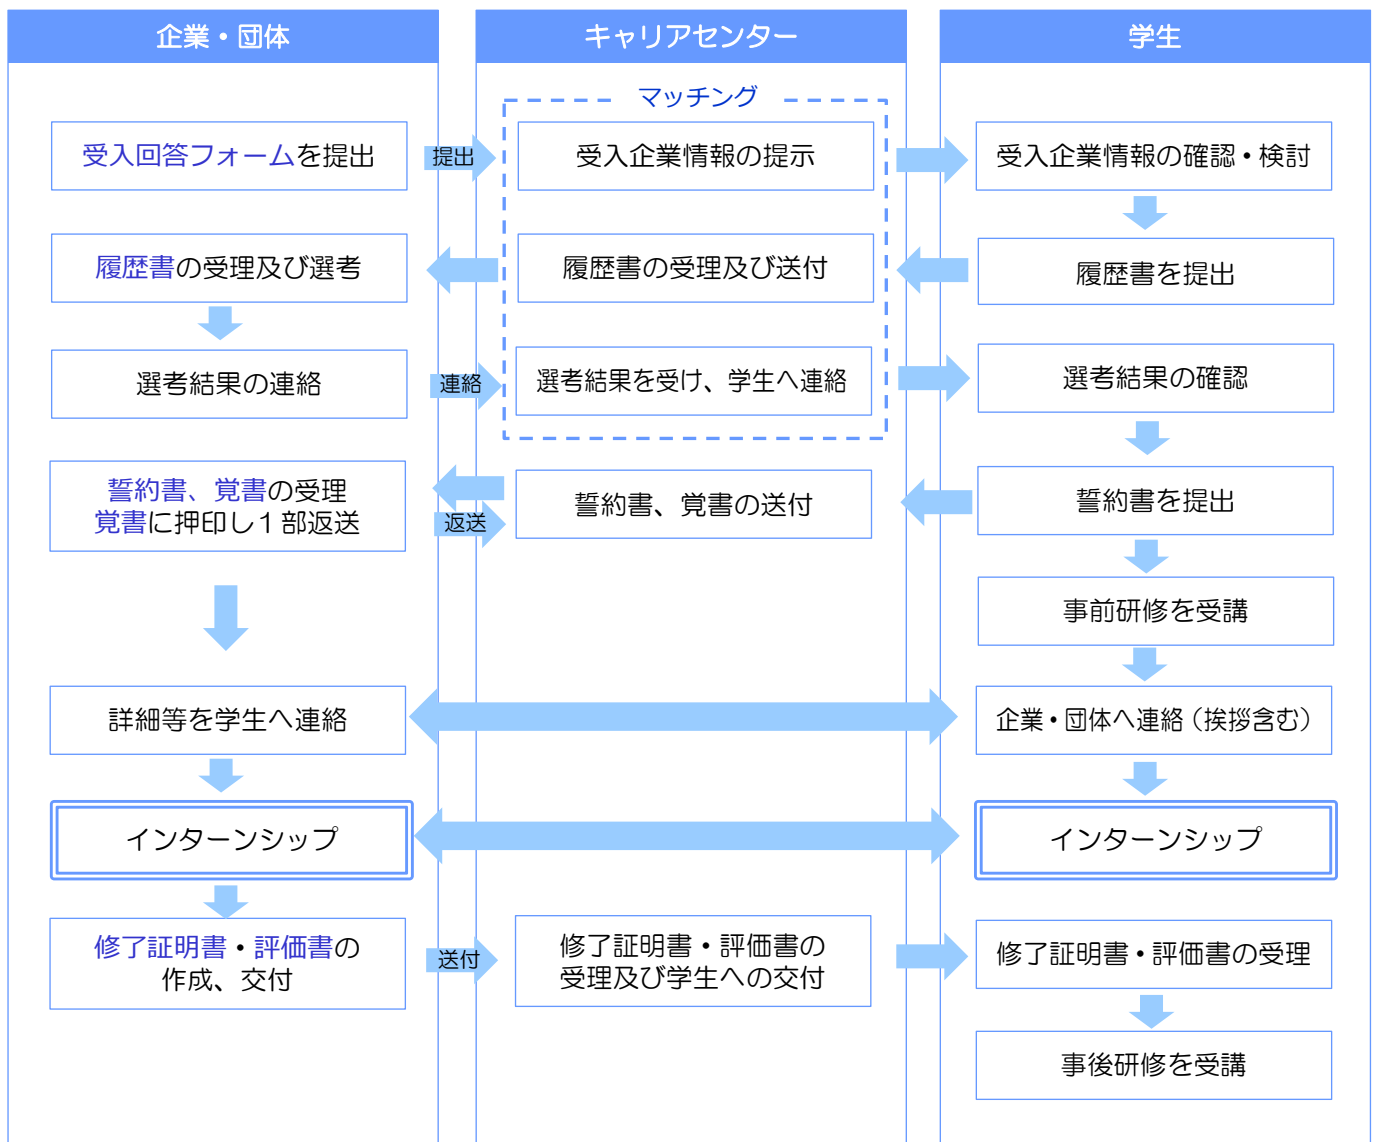 企業・団体
キャリアセンター
学生
マッチング
受入回答フォームを提出
提出
受入企業情報の提示
受入企業情報の確認・検討
履歴書の受理及び選考
履歴書の受理及び送付
履歴書を提出
選考結果の連絡
連絡
選考結果を受け、学生へ連絡
選考結果の確認
誓約書、覚書の受理
覚書に押印し1部返送
返送
誓約書、覚書の送付
誓約書を提出
事前研修を受講
詳細等を学生へ連絡
企業・団体へ連絡（挨拶含む）
インターンシップ
インターンシップ
修了証明書・評価書の
作成、交付
送付
修了証明書・評価書の
受理及び学生への交付
修了証明書・評価書の受理
事後研修を受講